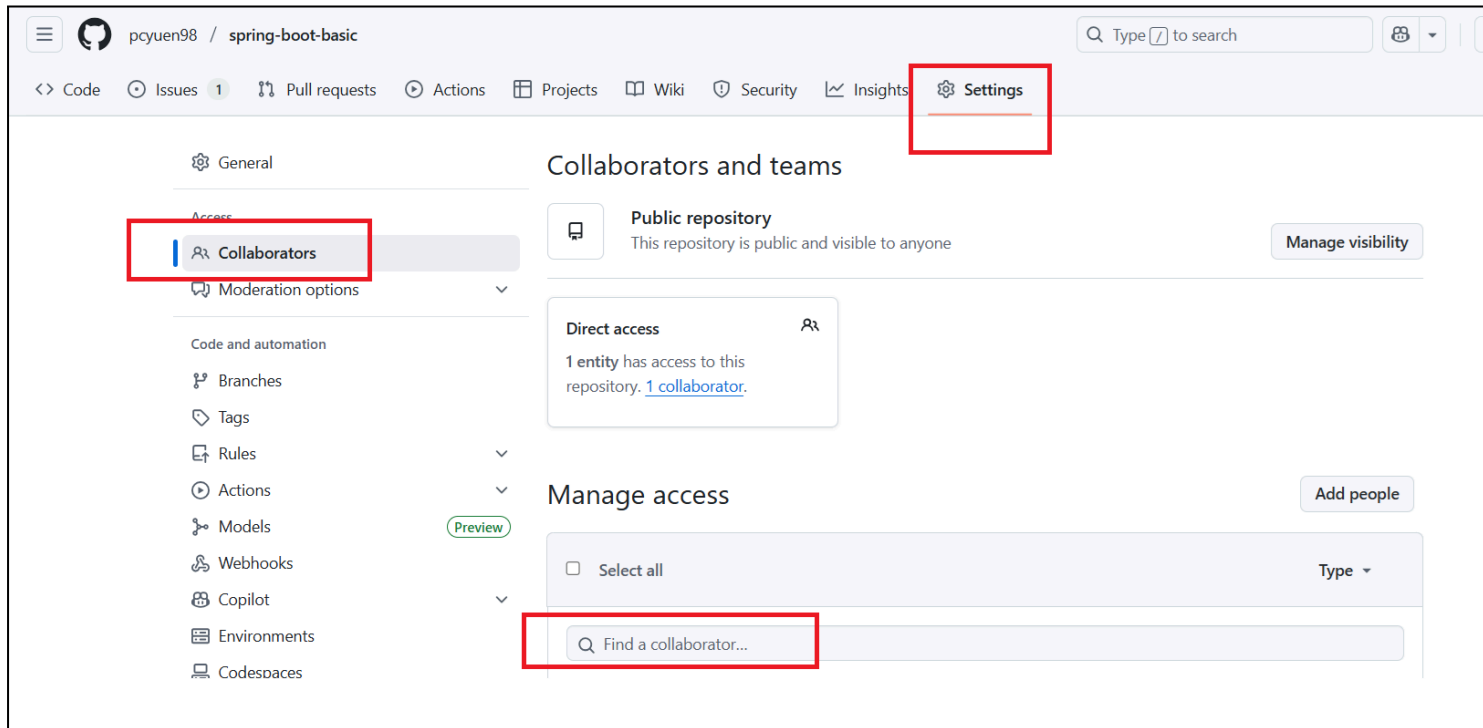 pcyuen98 / spring-boot-basic
Type / to search
Code
Issues 1
Pull requests
Actions
Projects
Wiki
Security
Insights
Settings
General
Access
Collaborators
Moderation options
Code and automation
Branches
Tags
Rules
Actions
Models Preview
Webhooks
Copilot
Environments
Codespaces
Collaborators and teams
Public repository
This repository is public and visible to anyone
Manage visibility
Direct access
1 entity has access to this
repository. 1 collaborator.
Manage access
Add people
Select all
Type
Find a collaborator...